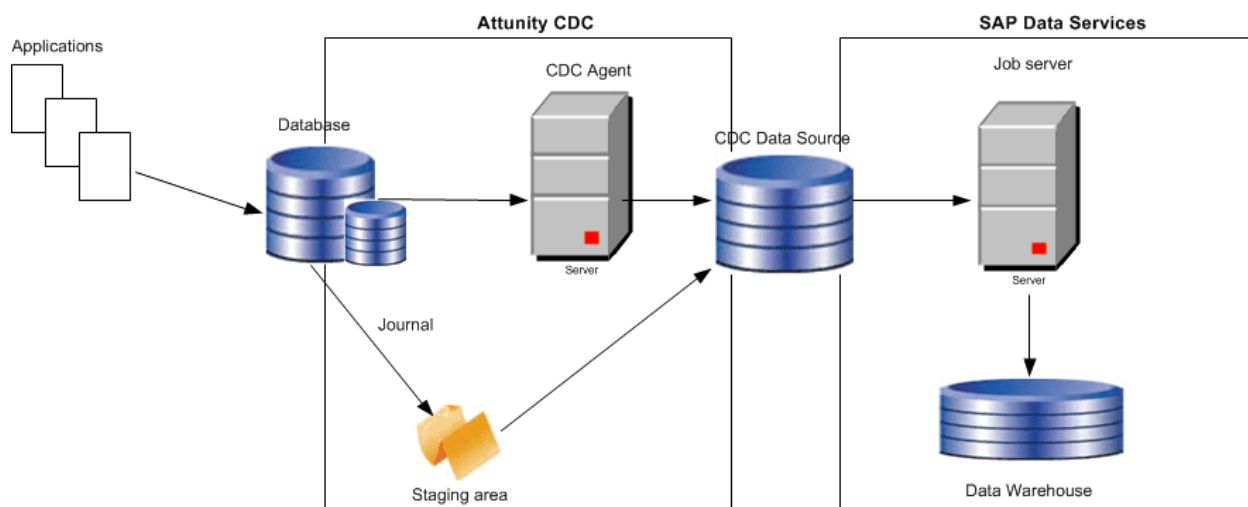 Attunity CDC
SAP Data Services
Applications
CDC Agent
Job server
Database
CDC Data Source
Server
Server
Journal
Staging area
Data Warehouse